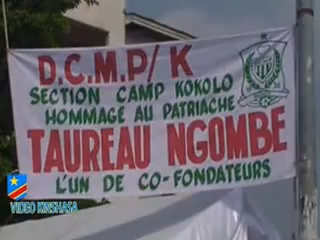 D.C.M.P/K
SECTION CAMP KOKOLO
HOMMAGE AU PATRIACHE
TAUREAU NGOMBE
L'UN DE CO-FONDATEURS
VIDEO KINSHASA